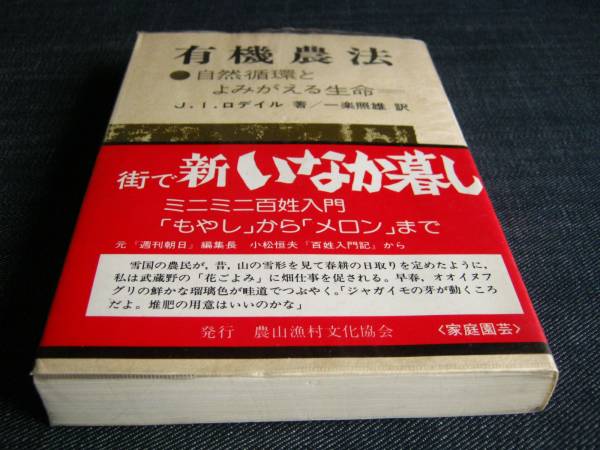 有機農法
●自然循環と
よみがえる生命
J.I.ロデイル 著/一楽照雄 訳
街で新いなか暮し
ミニミニ百姓入門
「もやし」から「メロン」まで
元『週刊朝日』編集長 小松恒夫「百姓入門記」から
雪国の農民が,昔,山の雪形を見て春耕の日取りを定めたように,
私は武蔵野の「花ごよみ」に畑仕事を促される。早春,オオイヌフ
グリの鮮かな瑠璃色が畦道でつぶやく。「ジャガイモの芽が動くころ
だよ。堆肥の用意はいいのかな」
発行 農山漁村文化協会
〈家庭園芸〉